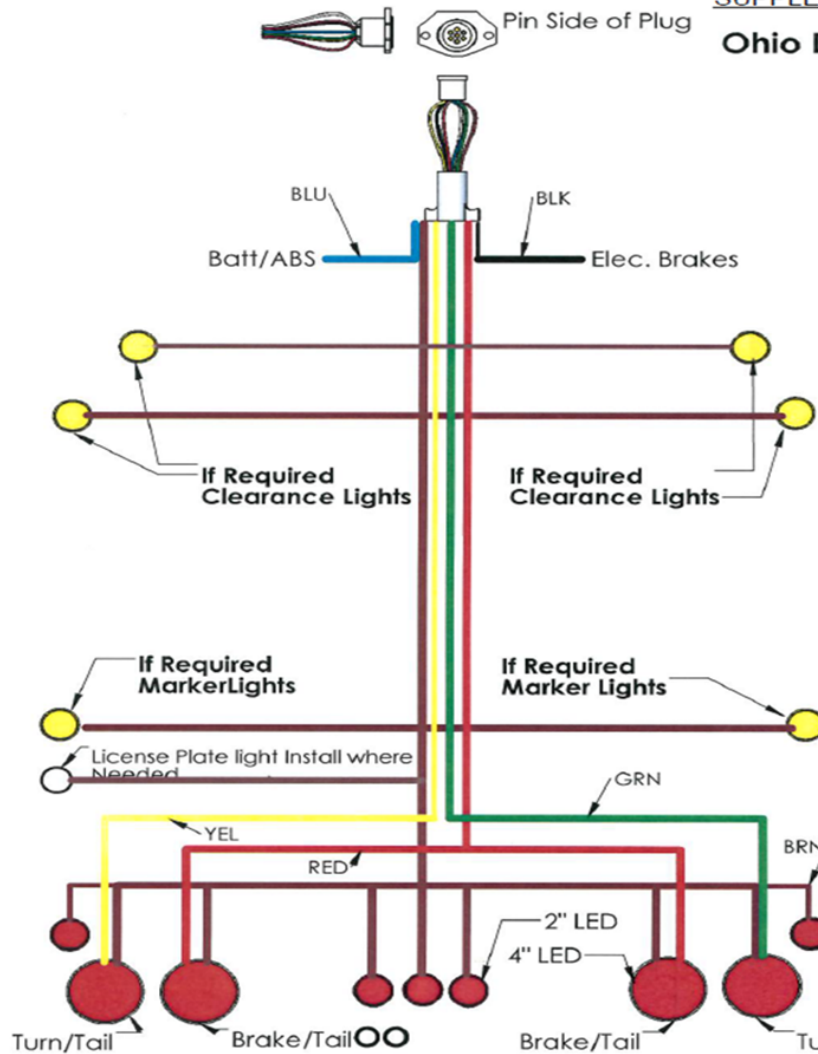 Pin Side of Plug
Ohio
BLU
BLK
Batt/ABS
Elec. Brakes
If Required
Clearance Lights
If Required
Clearance Lights
If Required
MarkerLights
If Required
Marker Lights
License Plate light Install where
Needed
GRN
YEL
RED
BRN
2" LED
4" LED
Turn/Tail
Brake/Tail
Brake/Tail